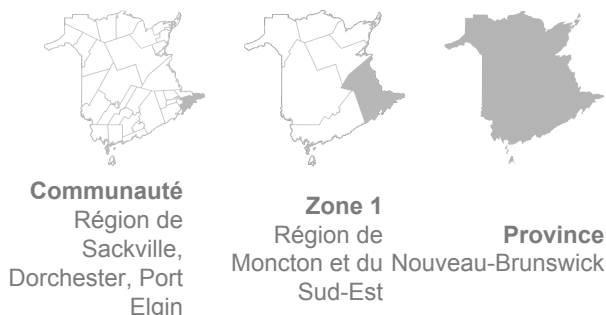 Communauté
Région de
Sackville,
Dorchester, Port
Elgin
Zone 1
Région de
Moncton et du
Sud-Est
Province
Nouveau-Brunswick